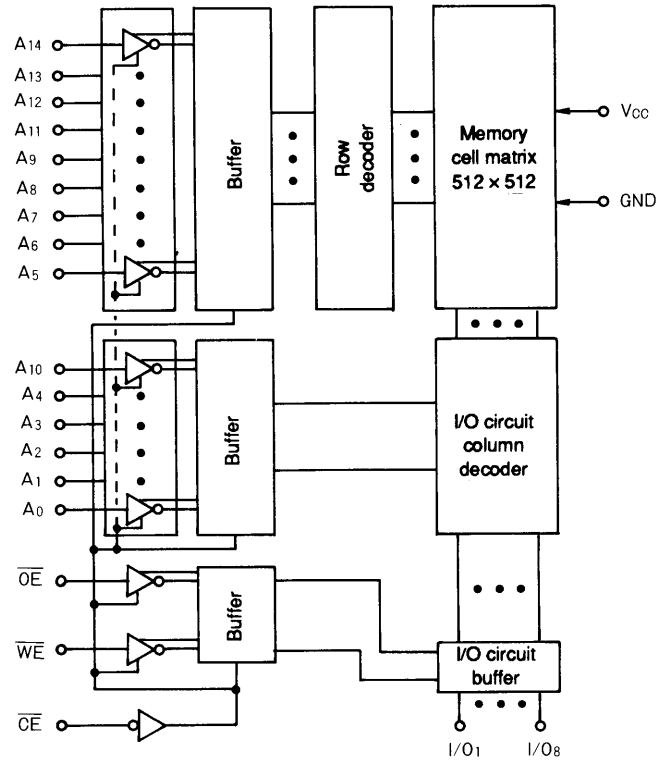 A14
A13
A12
A11
A9
A8
A7
A6
A5
Buffer
Row
decoder
Memory
cell matrix
512 × 512
VCC
GND
A10
A4
A3
A2
A1
A0
Buffer
I/O circuit
column
decoder
OE
WE
CE
Buffer
I/O circuit
buffer
I/O1
I/O8